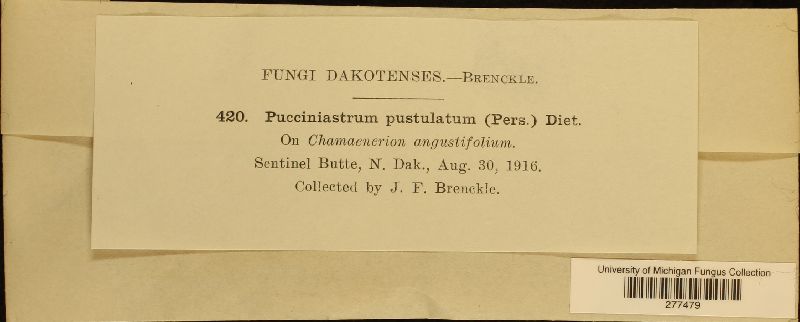 FUNGI DAKOTENSES.—BRENCKLE.
420. Pucciniastrum pustulatum (Pers.) Diet.
On Chamaenerion angustifolium.
Sentinel Butte, N. Dak., Aug. 30, 1916.
Collected by J. F. Brenckle.
University of Michigan Fungus Collection
277479